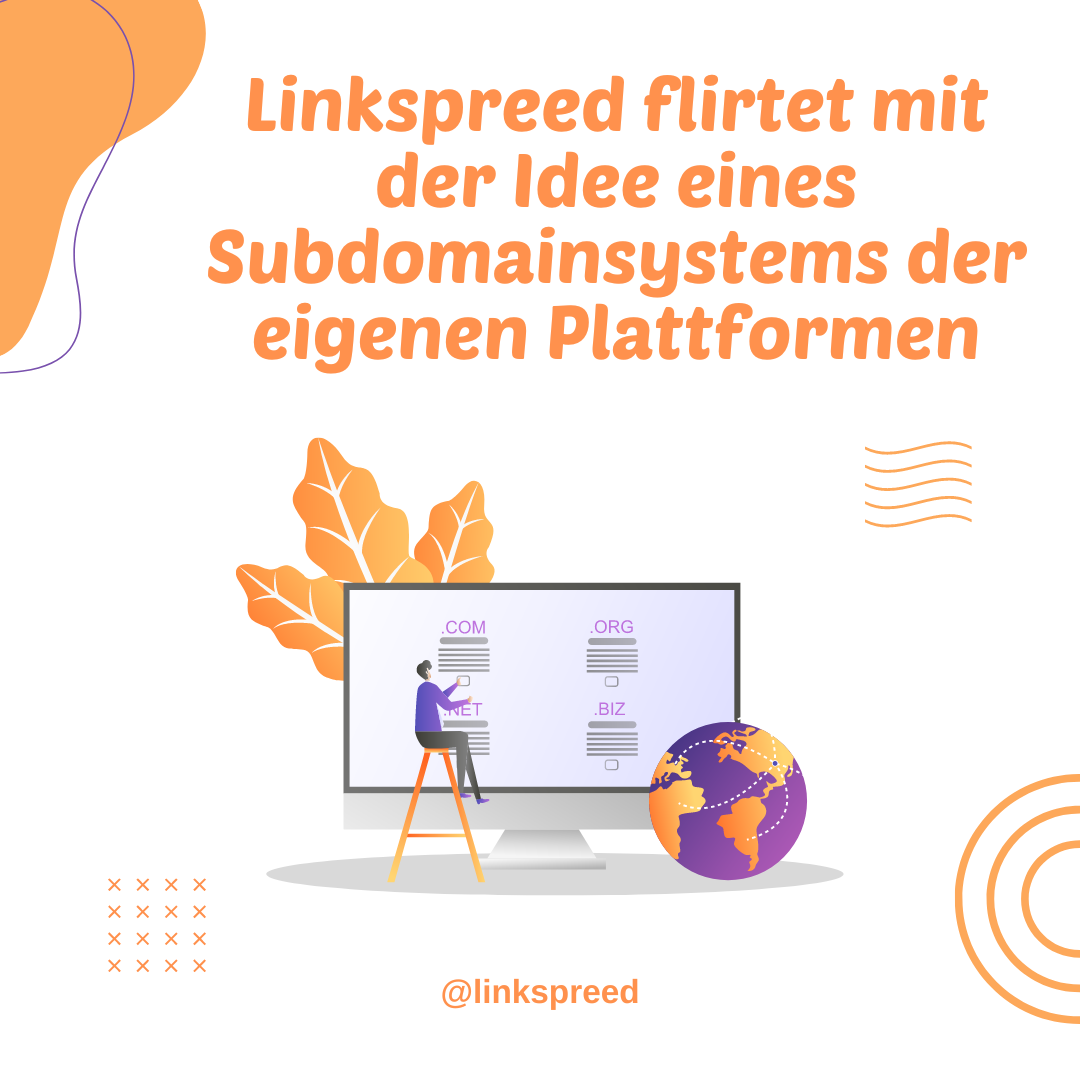 Linkspreed flirtet mit
der Idee eines
Subdomainsystems der
eigenen Plattformen
.COM
.ORG
.NET
.BIZ
@linkspreed